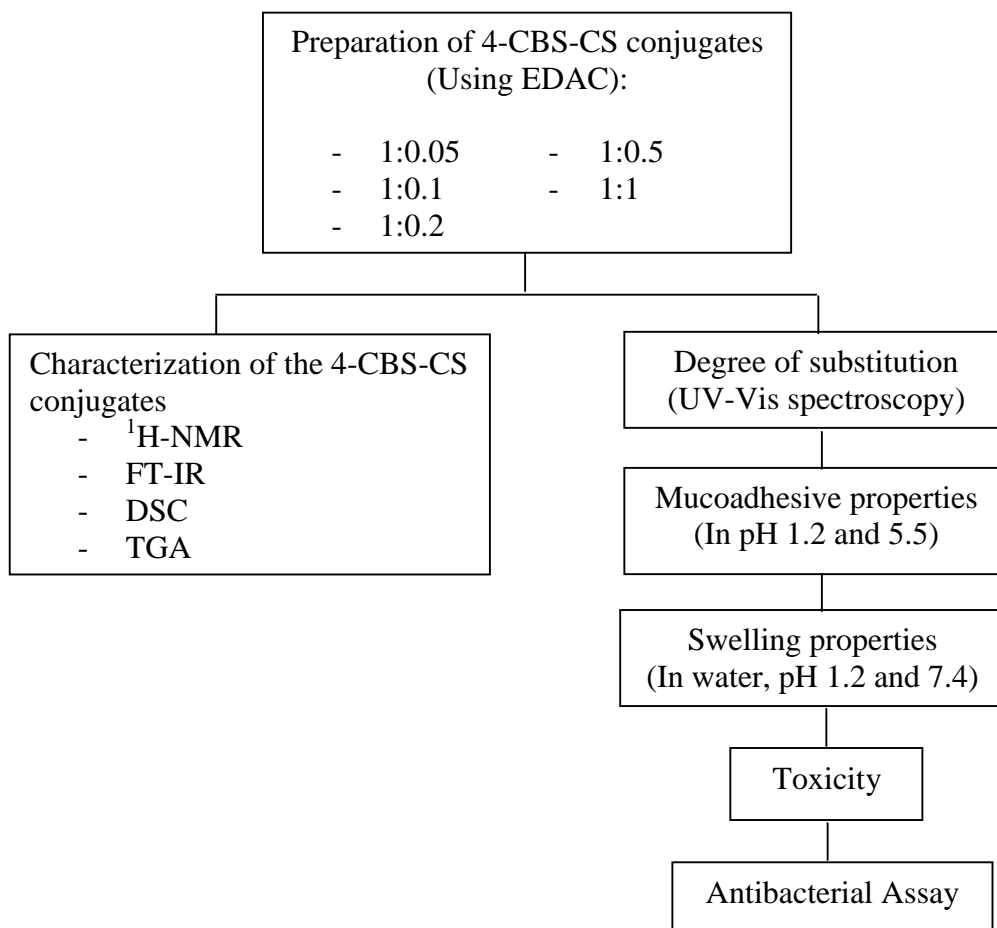 Preparation of 4-CBS-CS conjugates
(Using EDAC):
- 1:0.05 - 1:0.5
- 1:0.1 - 1:1
- 1:0.2
Characterization of the 4-CBS-CS
conjugates
- ¹H-NMR
- FT-IR
- DSC
- TGA
Degree of substitution
(UV-Vis spectroscopy)
Mucoadhesive properties
(In pH 1.2 and 5.5)
Swelling properties
(In water, pH 1.2 and 7.4)
Toxicity
Antibacterial Assay